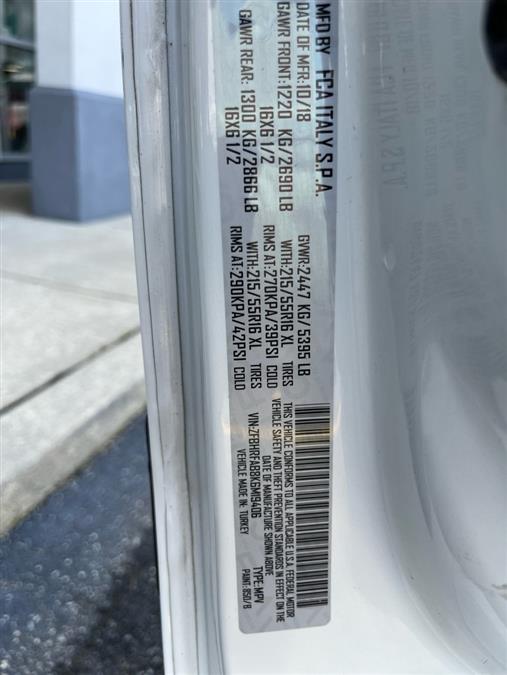 MFD BY FCA ITALY S.P.A.
DATE OF MFR:10/18 GVWR:2447 KG/5395 LB
GAWR FRONT:1220 KG/2690 LB WITH:215/55R16 XL TIRES
16X6 1/2 RIMS AT:270KPA/39PSI COLD
GAWR REAR: 1300 KG/2866 LB WITH:215/55R16 XL TIRES
16X6 1/2 RIMS AT:290KPA/42PSI COLD
THIS VEHICLE CONFORMS TO ALL APPLICABLE U.S.A. FEDERAL MOTOR
VEHICLE SAFETY AND THEFT PREVENTION STANDARDS IN EFFECT ON THE
DATE OF MANUFACTURE SHOWN ABOVE
VIN:ZFBHRFAB8K6M19406 TYPE:MPV
VEHICLE MADE IN: TURKEY PAINT:850/B